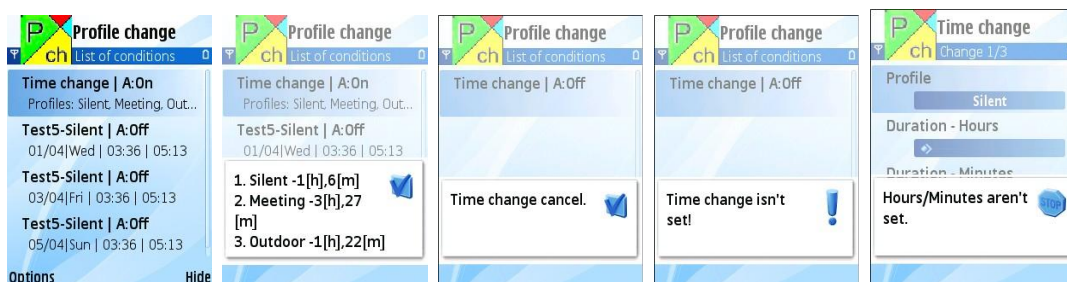 P Profile change
ch List of conditions
Time change | A:On
Profiles: Silent, Meeting, Out...
Test5-Silent | A:Off
01/04|Wed | 03:36 | 05:13
Test5-Silent | A:Off
03/04|Fri | 03:36 | 05:13
Test5-Silent | A:Off
05/04|Sun | 03:36 | 05:13
Options Hide
P Profile change
ch List of conditions
Time change | A:On
Profiles: Silent, Meeting, Out...
Test5-Silent | A:Off
01/04|Wed | 03:36 | 05:13
1. Silent -1[h],6[m]
2. Meeting -3[h],27
[m]
3. Outdoor -1[h],22[m]
P Profile change
ch List of conditions
Time change | A:Off
Time change cancel.
P Profile change
ch List of conditions
Time change | A:Off
Time change isn't
set!
P Time change
ch Change 1/3
Profile
Silent
Duration - Hours
Duration - Minutes
Hours/Minutes aren't
set.
STOP